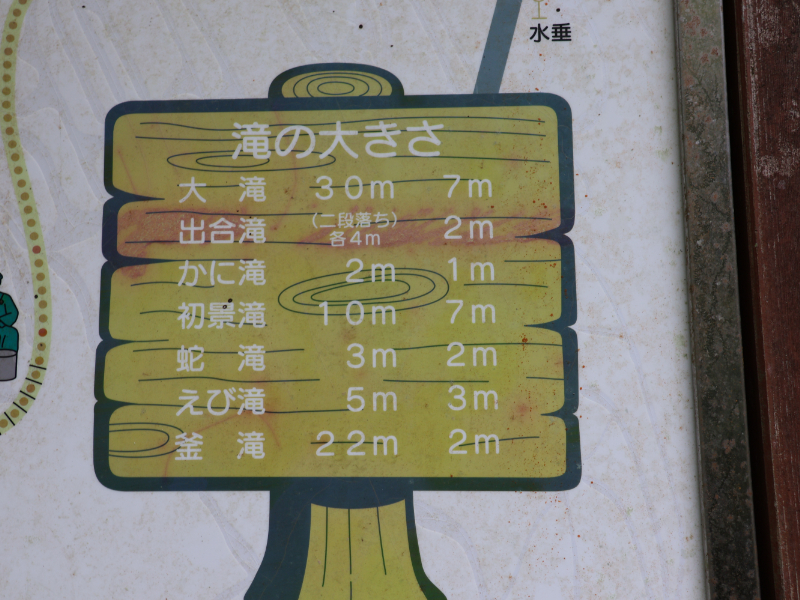 水垂
滝の大きさ
大　滝　30m　7m
出合滝　（二段落ち）各4m　2m
かに滝　2m　1m
初景滝　10m　7m
蛇　滝　3m　2m
えび滝　5m　3m
釜　滝　22m　2m